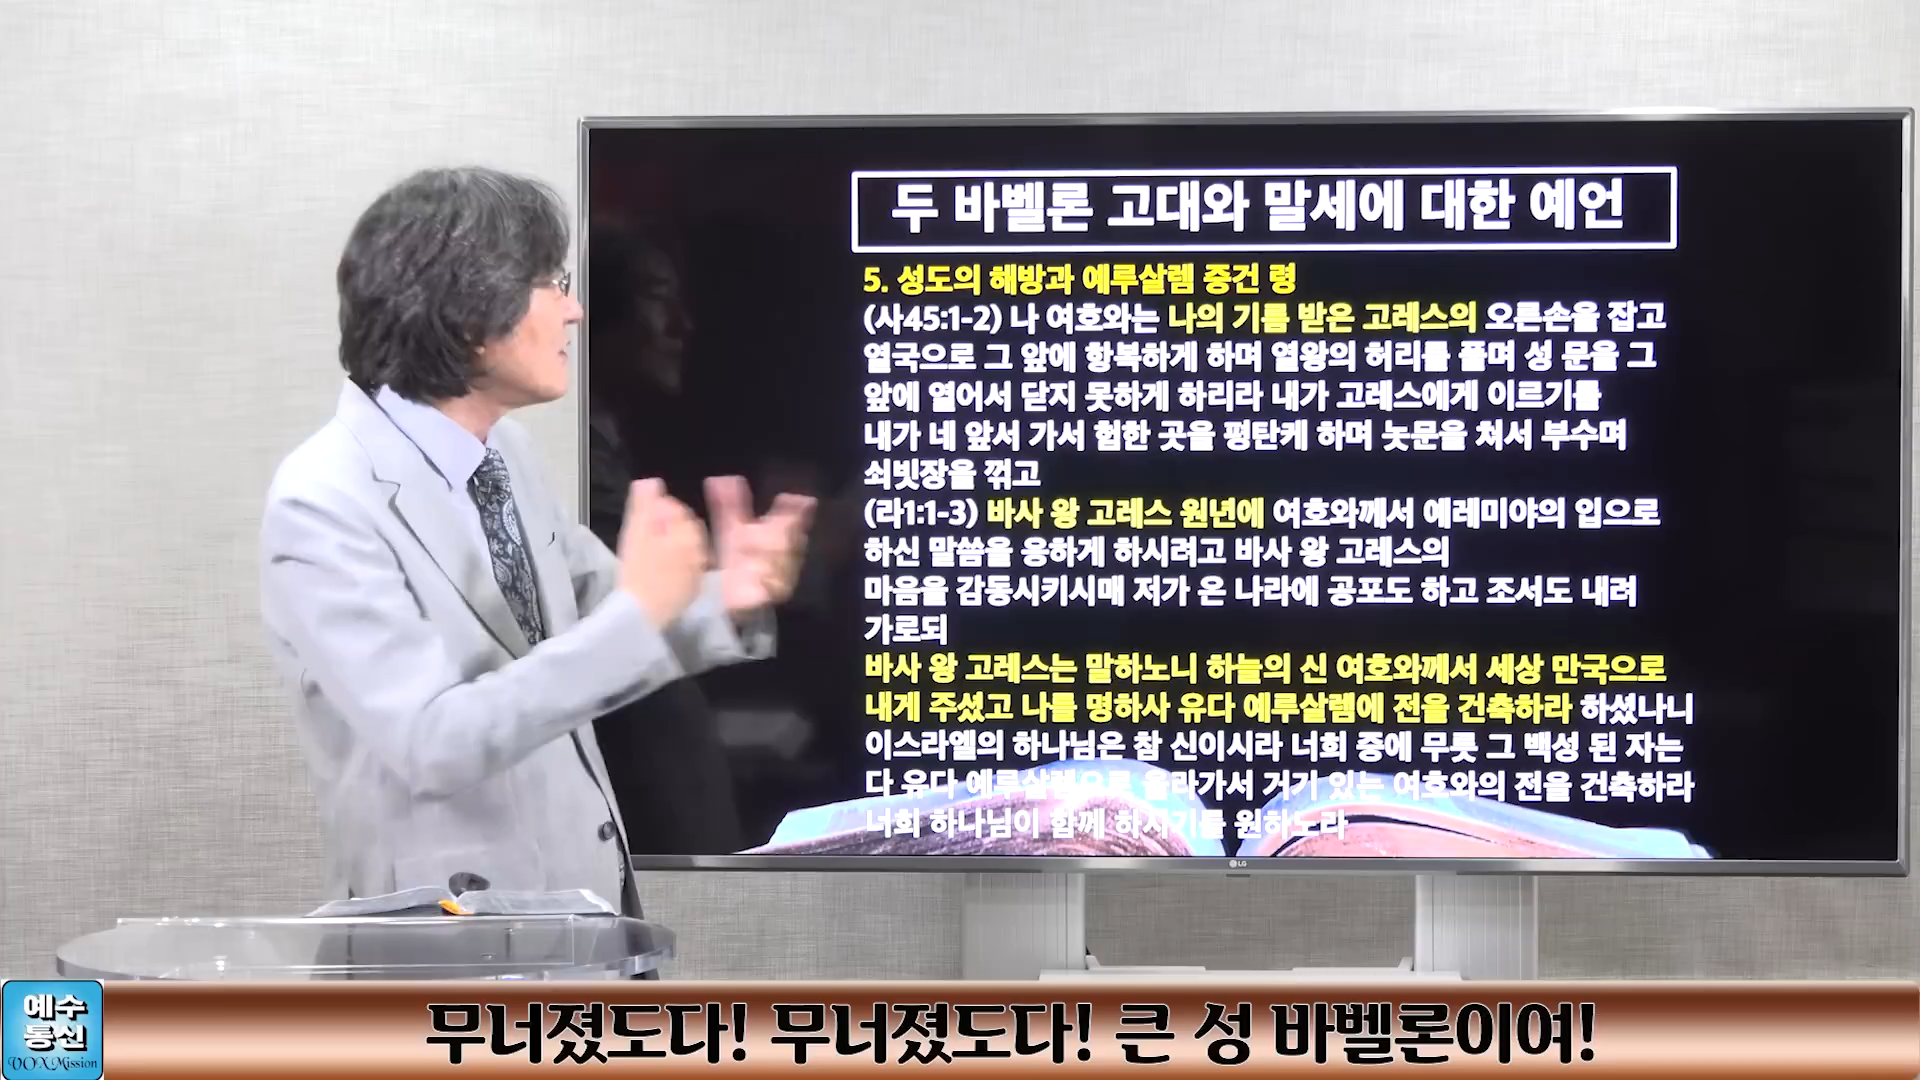 두 바벨론 고대와 말세에 대한 예언
5. 성도의 해방과 예루살렘 중건 령
(사45:1-2) 나 여호와는 나의 기름 받은 고레스의 오른손을 잡고
열국으로 그 앞에 항복하게 하며 열왕의 허리를 풀며 성 문을 그
앞에 열어서 닫지 못하게 하리라 내가 고레스에게 이르기를
내가 네 앞서 가서 험한 곳을 평탄케 하며 놋문을 쳐서 부수며
쇠빗장을 꺾고
(라1:1-3) 바사 왕 고레스 원년에 여호와께서 예레미야의 입으로
하신 말씀을 응하게 하시려고 바사 왕 고레스의
마음을 감동시키시매 저가 온 나라에 공포도 하고 조서도 내려
가로되
바사 왕 고레스는 말하노니 하늘의 신 여호와께서 세상 만국으로
내게 주셨고 나를 명하사 유다 예루살렘에 전을 건축하라 하셨나니
이스라엘의 하나님은 참 신이시라 너희 중에 무릇 그 백성 된 자는
다 유다 예루살렘으로 올라가서 거기 있는 여호와의 전을 건축하라
너희 하나님이 함께 하시기를 원하노라
LG
예수
통신
VOX Mission
무너졌도다! 무너졌도다! 큰 성 바벨론이여!